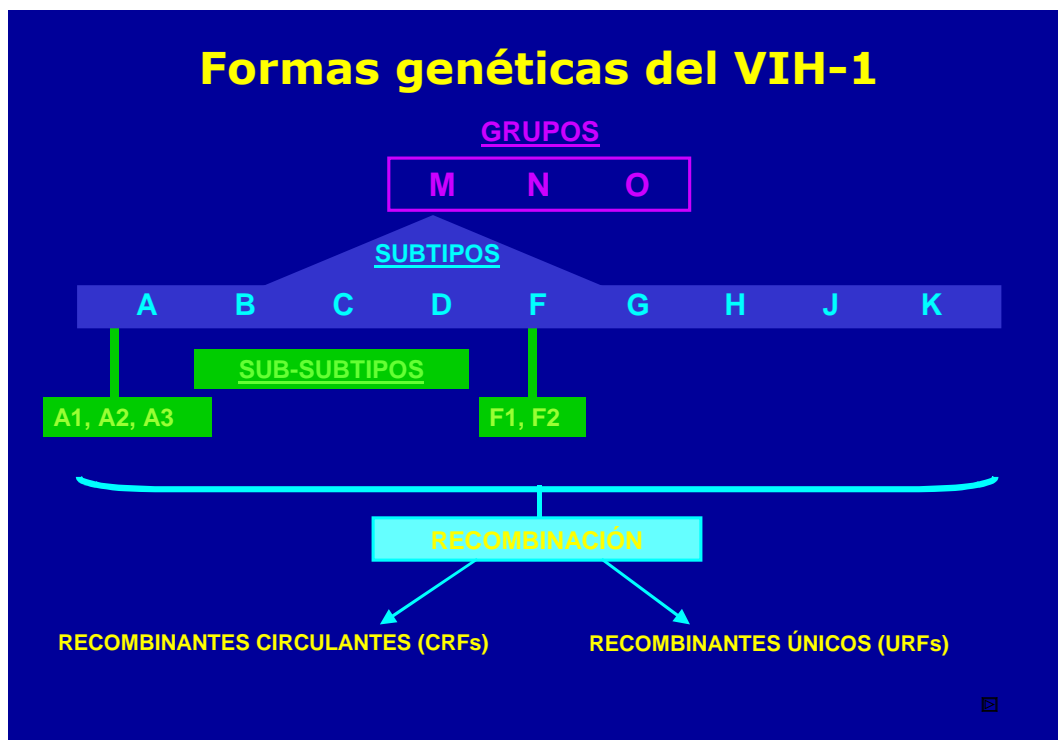 Formas genéticas del VIH-1
GRUPOS
M N O
SUBTIPOS
A B C D F G H J K
SUB-SUBTIPOS
A1, A2, A3 F1, F2
RECOMBINACIÓN
RECOMBINANTES CIRCULANTES (CRFs) RECOMBINANTES ÚNICOS (URFs)